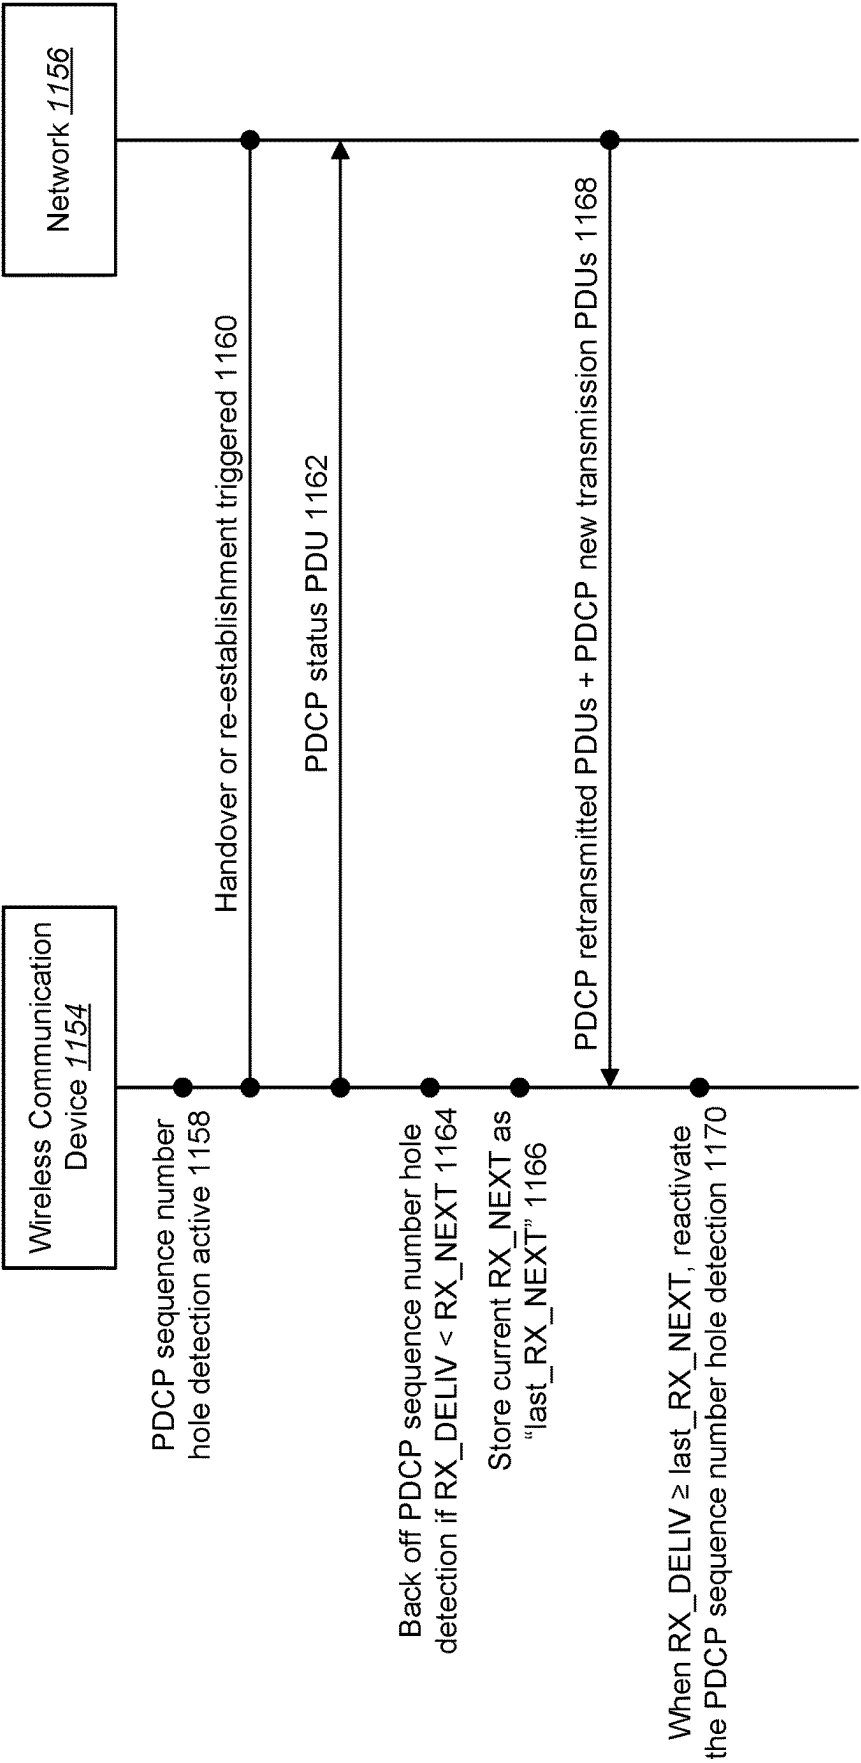 Wireless Communication
Device 1154
Network 1156
PDCP sequence number
hole detection active 1158
Handover or re-establishment triggered 1160
PDCP status PDU 1162
Back off PDCP sequence number hole
detection if RX_DELIV < RX_NEXT 1164
Store current RX_NEXT as
“last_RX_NEXT” 1166
PDCP retransmitted PDUs + PDCP new transmission PDUs 1168
When RX_DELIV ≥ last_RX_NEXT, reactivate
the PDCP sequence number hole detection 1170